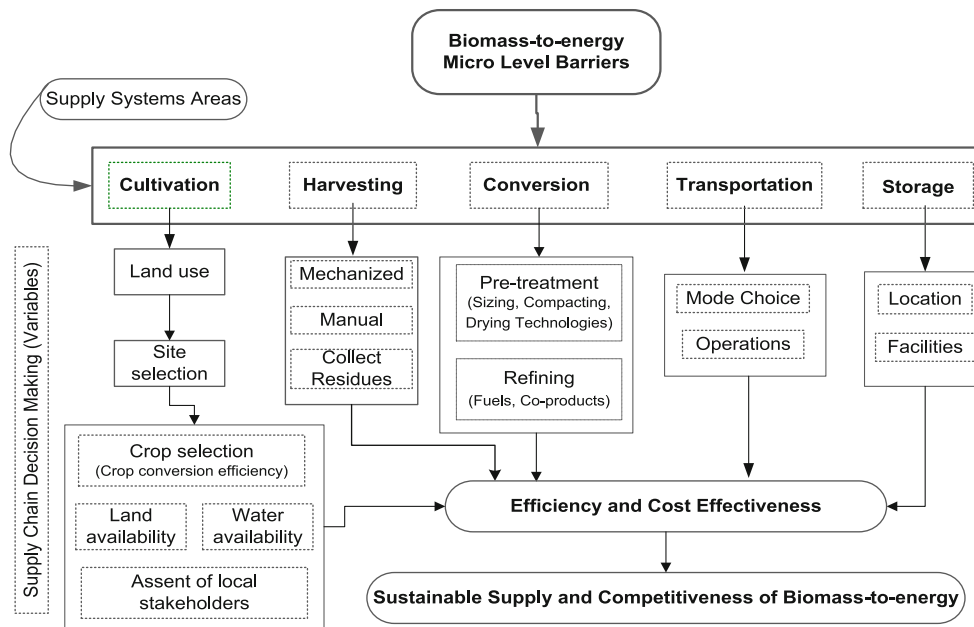 Biomass-to-energy
Micro Level Barriers
Supply Systems Areas
Cultivation
Harvesting
Conversion
Transportation
Storage
Supply Chain Decision Making (Variables)
Land use
Site
selection
Crop selection
(Crop conversion efficiency)
Land
availability
Water
availability
Assent of local
stakeholders
Mechanized
Manual
Collect
Residues
Pre-treatment
(Sizing, Compacting,
Drying Technologies)
Refining
(Fuels, Co-products)
Mode Choice
Operations
Location
Facilities
Efficiency and Cost Effectiveness
Sustainable Supply and Competitiveness of Biomass-to-energy